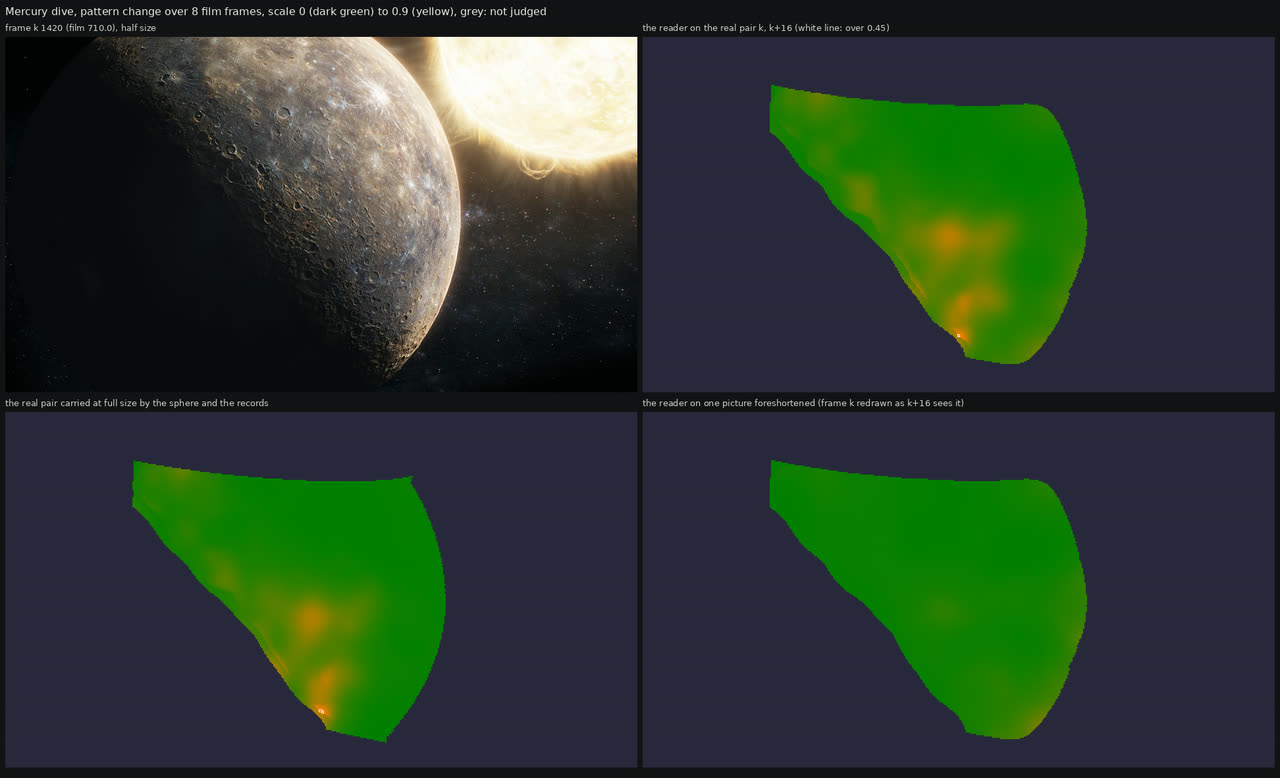 Mercury dive, pattern change over 8 film frames, scale 0 (dark green) to 0.9 (yellow), grey: not judged
frame k 1420 (film 710.0), half size
the reader on the real pair k, k+16 (white line: over 0.45)
the real pair carried at full size by the sphere and the records
the reader on one picture foreshortened (frame k redrawn as k+16 sees it)